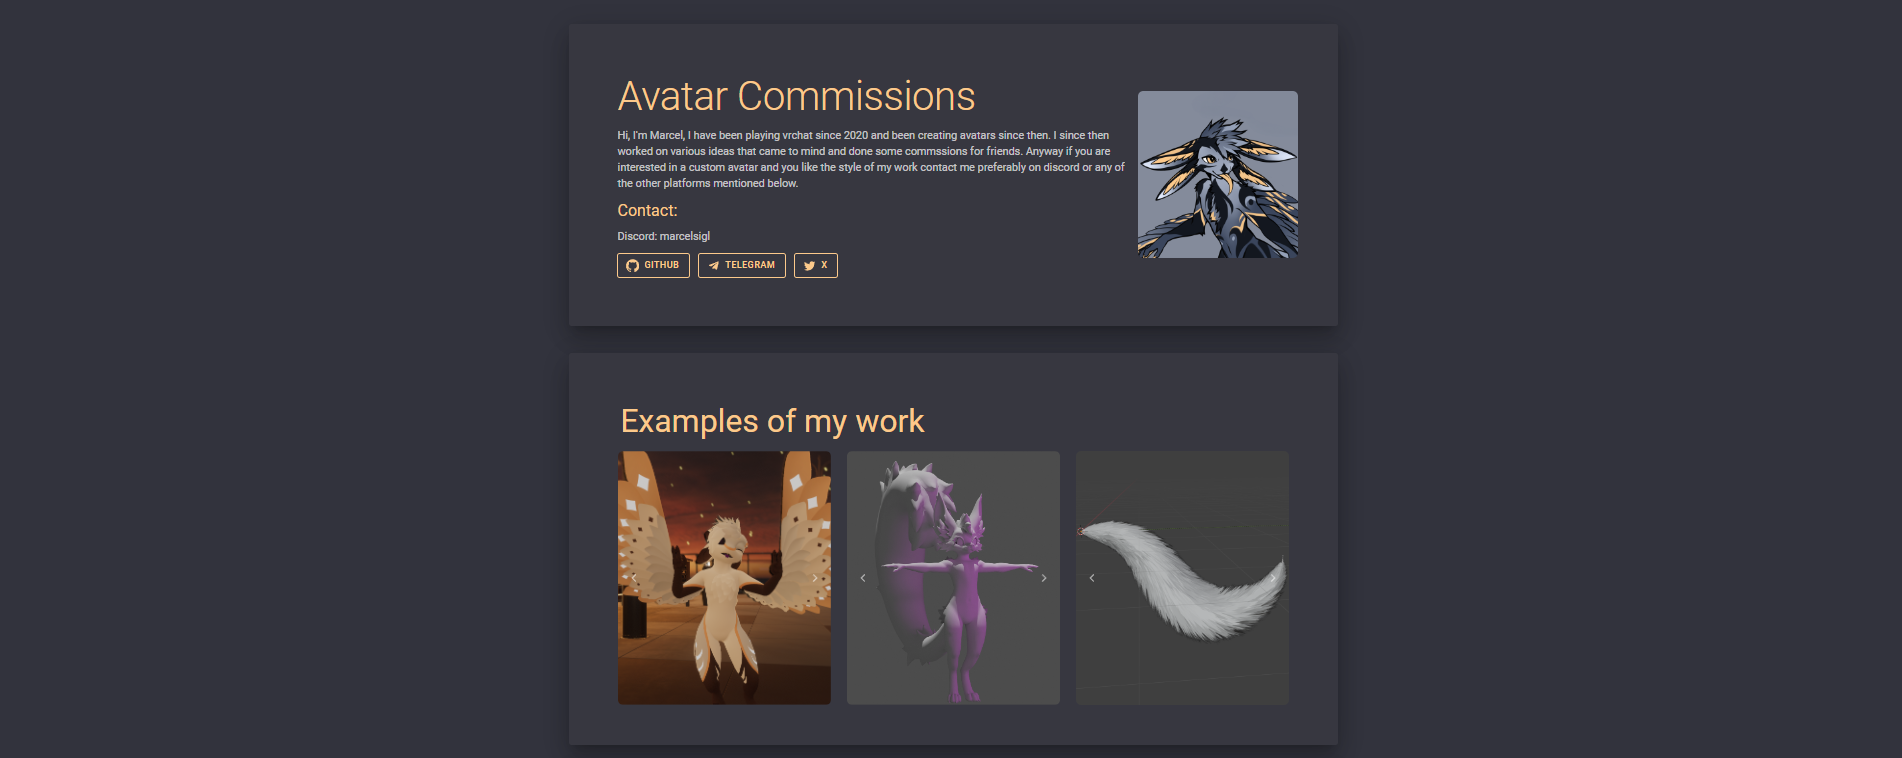 Avatar Commissions
Hi, I'm Marcel, I have been playing vrchat since 2020 and been creating avatars since then. I since then
worked on various ideas that came to mind and done some commssions for friends. Anyway if you are
interested in a custom avatar and you like the style of my work contact me preferably on discord or any of
the other platforms mentioned below.
Contact:
Discord: marcelsigl
GITHUB TELEGRAM X
Examples of my work